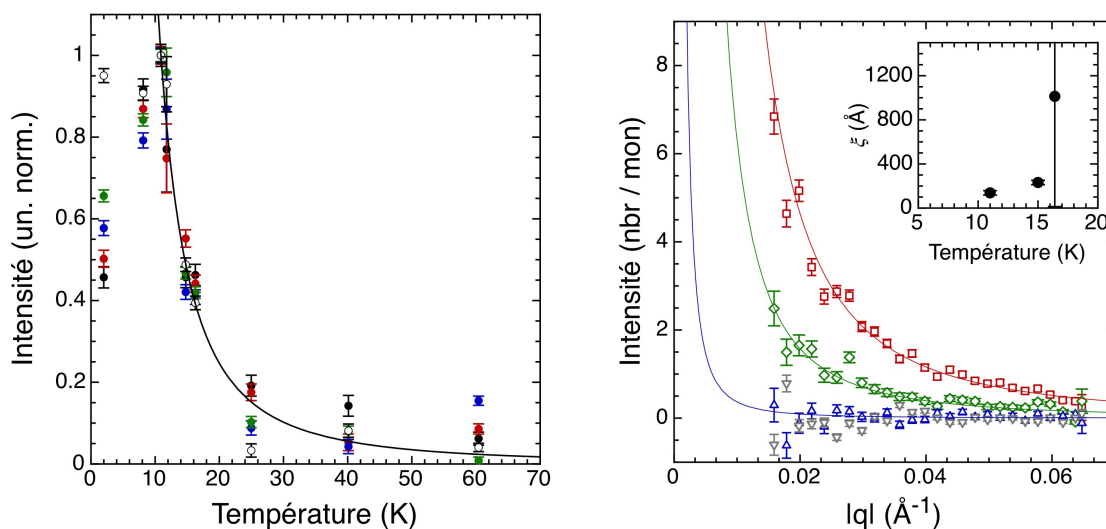 Intensité (un. norm.)
1
0.8
0.6
0.4
0.2
0
0 10 20 30 40 50 60 70
Température (K)
Intensité (nbr / mon)
8
6
4
2
0
0.02 0.04 0.06
|q| (Å-1)
ξ (Å)
1200
800
400
0
5 10 15 20
Température (K)